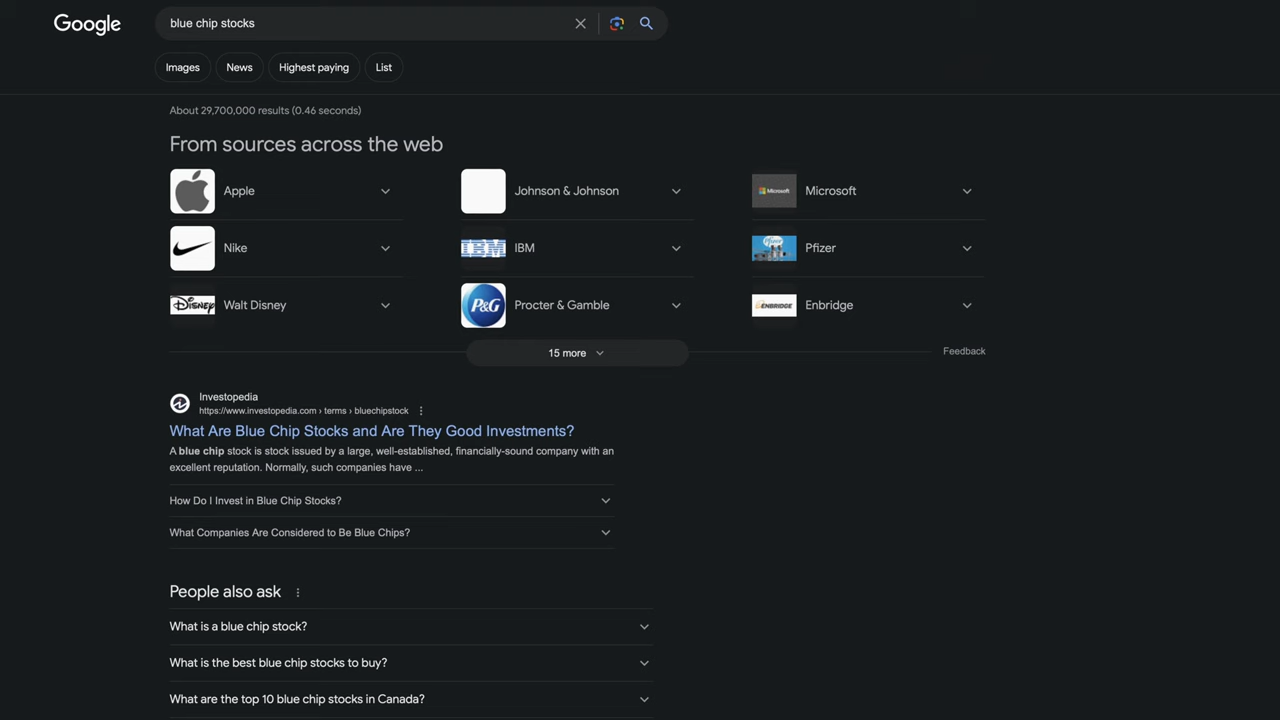 Google
blue chip stocks
Images
News
Highest paying
List
About 29,700,000 results (0.46 seconds)
From sources across the web
Apple
Johnson & Johnson
Microsoft
Microsoft
Nike
IBM
IBM
Pfizer
Pfizer
Disney
Walt Disney
P&G
Procter & Gamble
ENBRIDGE
Enbridge
15 more
Feedback
Investopedia
https://www.investopedia.com › terms › bluechipstock
What Are Blue Chip Stocks and Are They Good Investments?
A blue chip stock is stock issued by a large, well-established, financially-sound company with an
excellent reputation. Normally, such companies have ...
How Do I Invest in Blue Chip Stocks?
What Companies Are Considered to Be Blue Chips?
People also ask
What is a blue chip stock?
What is the best blue chip stocks to buy?
What are the top 10 blue chip stocks in Canada?